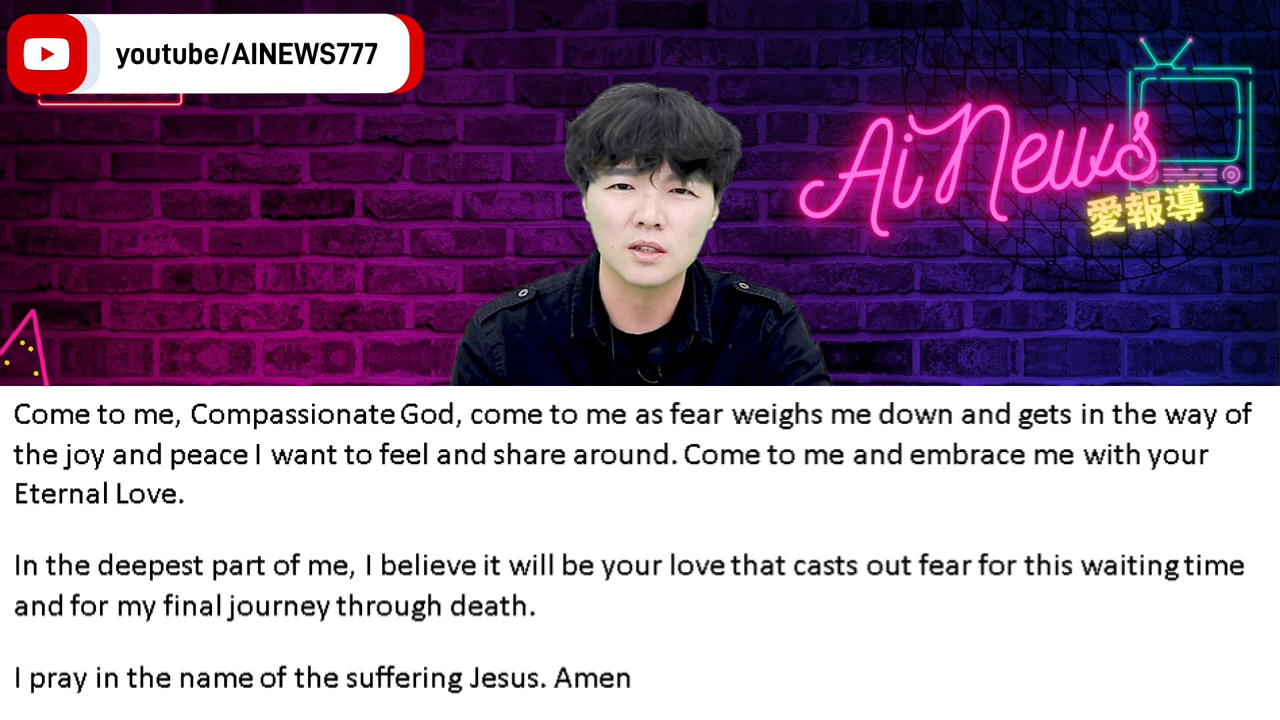 youtube/AINEWS777
Ai News
愛報導
Come to me, Compassionate God, come to me as fear weighs me down and gets in the way of
the joy and peace I want to feel and share around. Come to me and embrace me with your
Eternal Love.
In the deepest part of me, I believe it will be your love that casts out fear for this waiting time
and for my final journey through death.
I pray in the name of the suffering Jesus. Amen